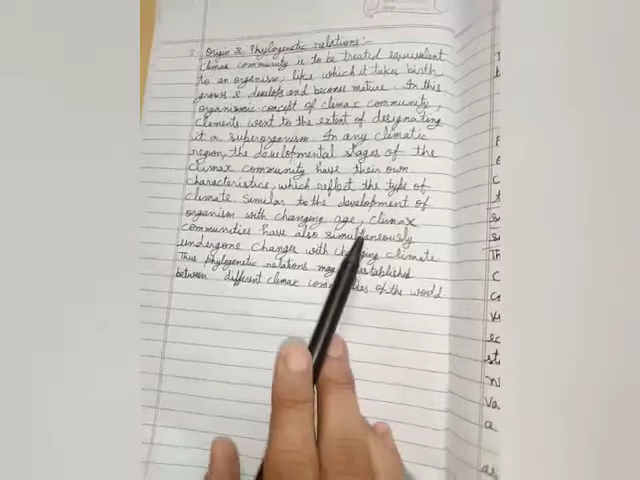 2. Origin & Phylogenetic relations:-
Climax community is to be treated equivalent
to an organism, like which it takes birth
grows & develops and becomes mature. In this
organismic concept of climax community,
Clements went to the extent of designating
it a superorganism. In any climatic
region, the developmental stages of the
climax community have their own
characteristics, which reflect the type of
climate similar to the development of
organism with changing age, climax
communities have also simultaneously
undergone changes with changing climate.
Thus phylogenetic relations may established
between different climax of the world.